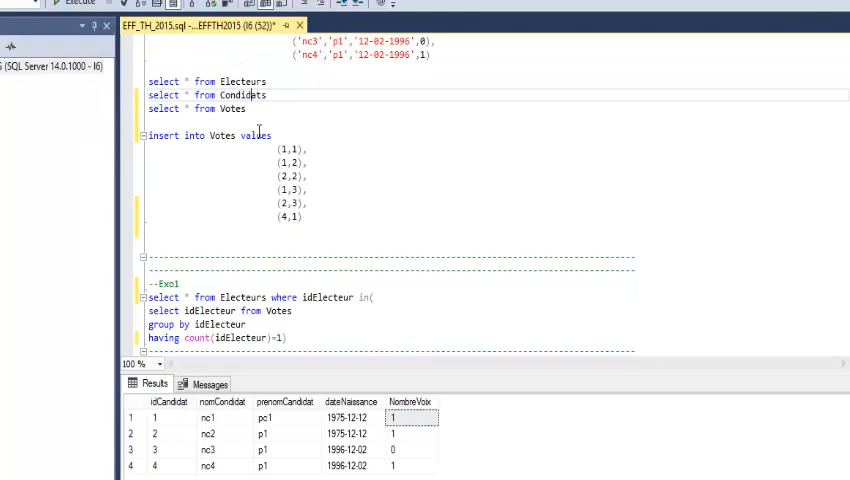 Execute
EFF_TH_2015.sql -...EFFTH2015 (I6 (52))*
S (SQL Server 14.0.1000 - I6)
('nc3','p1','12-02-1996',0),
('nc4','p1','12-02-1996',1)
select * from Electeurs
select * from Condidats
select * from Votes
insert into Votes values
(1,1),
(1,2),
(2,2),
(1,3),
(2,3),
(4,1)
--------------------------------------------------------------------------------
--------------------------------------------------------------------------------
--Exo1
select * from Electeurs where idElecteur in(
select idElecteur from Votes
group by idElecteur
having count(idElecteur)=1)
--------------------------------------------------------------------------------
100 %
Results Messages
idCandidat nomCondidat prenomCandidat dateNaissance NombreVoix
1 1 nc1 pc1 1975-12-12 1
2 2 nc2 p1 1975-12-12 1
3 3 nc3 p1 1996-12-02 0
4 4 nc4 p1 1996-12-02 1